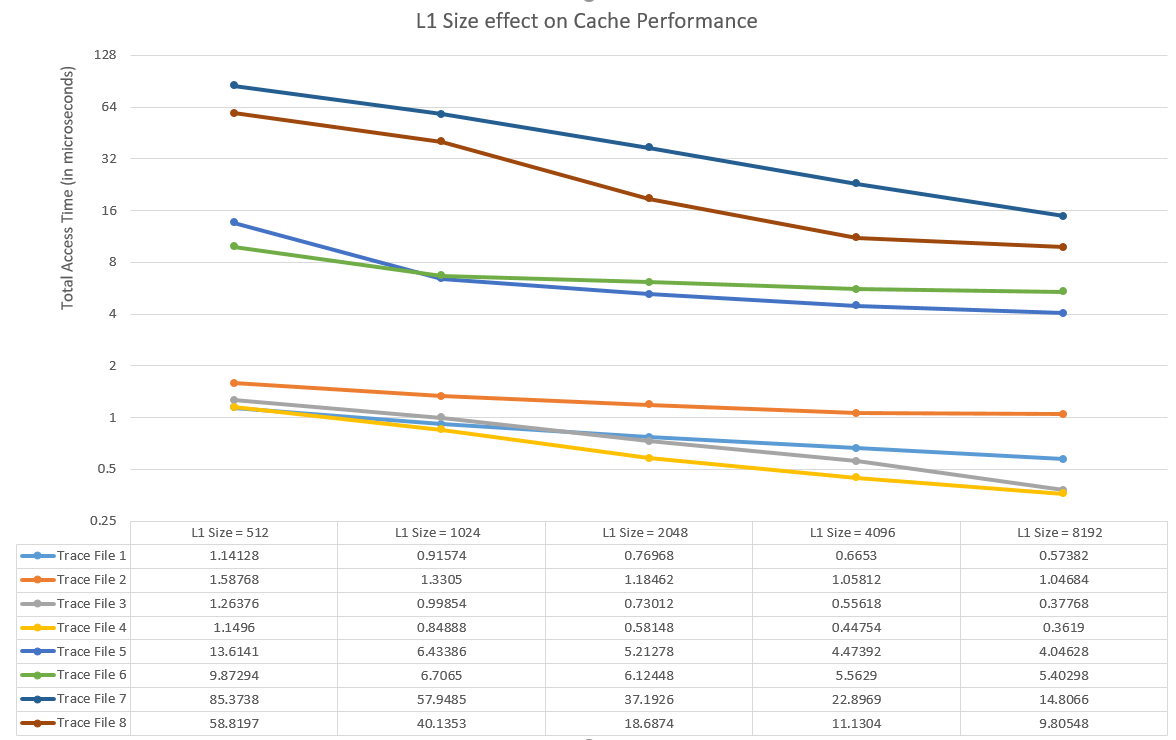 L1 Size effect on Cache Performance
Total Access Time (in microseconds)
128
64
32
16
8
4
2
1
0.5
0.25
L1 Size = 512 L1 Size = 1024 L1 Size = 2048 L1 Size = 4096 L1 Size = 8192
Trace File 1 1.14128 0.91574 0.76968 0.6653 0.57382
Trace File 2 1.58768 1.3305 1.18462 1.05812 1.04684
Trace File 3 1.26376 0.99854 0.73012 0.55618 0.37768
Trace File 4 1.1496 0.84888 0.58148 0.44754 0.3619
Trace File 5 13.6141 6.43386 5.21278 4.47392 4.04628
Trace File 6 9.87294 6.7065 6.12448 5.5629 5.40298
Trace File 7 85.3738 57.9485 37.1926 22.8969 14.8066
Trace File 8 58.8197 40.1353 18.6874 11.1304 9.80548